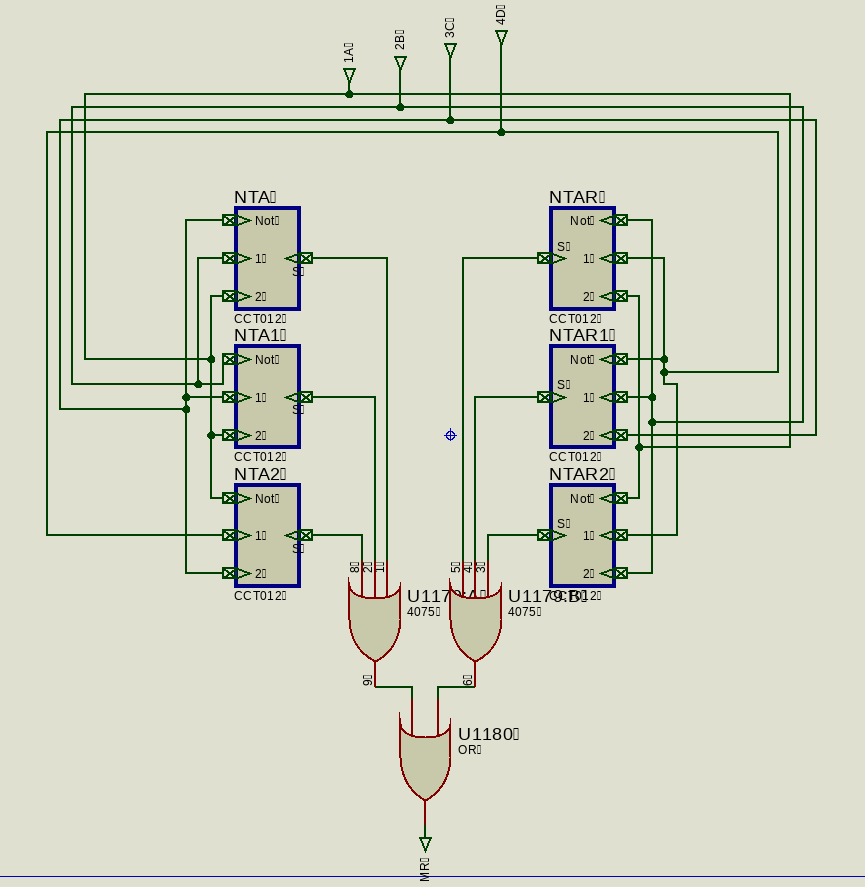 1A
2B
3C
4D
NTA
Not
1
2
S
CCT012
NTAR
Not
1
2
S
CCT012
NTA1
Not
1
2
S
CCT012
NTAR1
Not
1
2
S
CCT012
NTA2
Not
1
2
S
CCT012
NTAR2
Not
1
2
S
CCT012
8
2
1
U1179:A
4075
9
5
4
3
U1179:B
4075
6
U1180
OR
MR